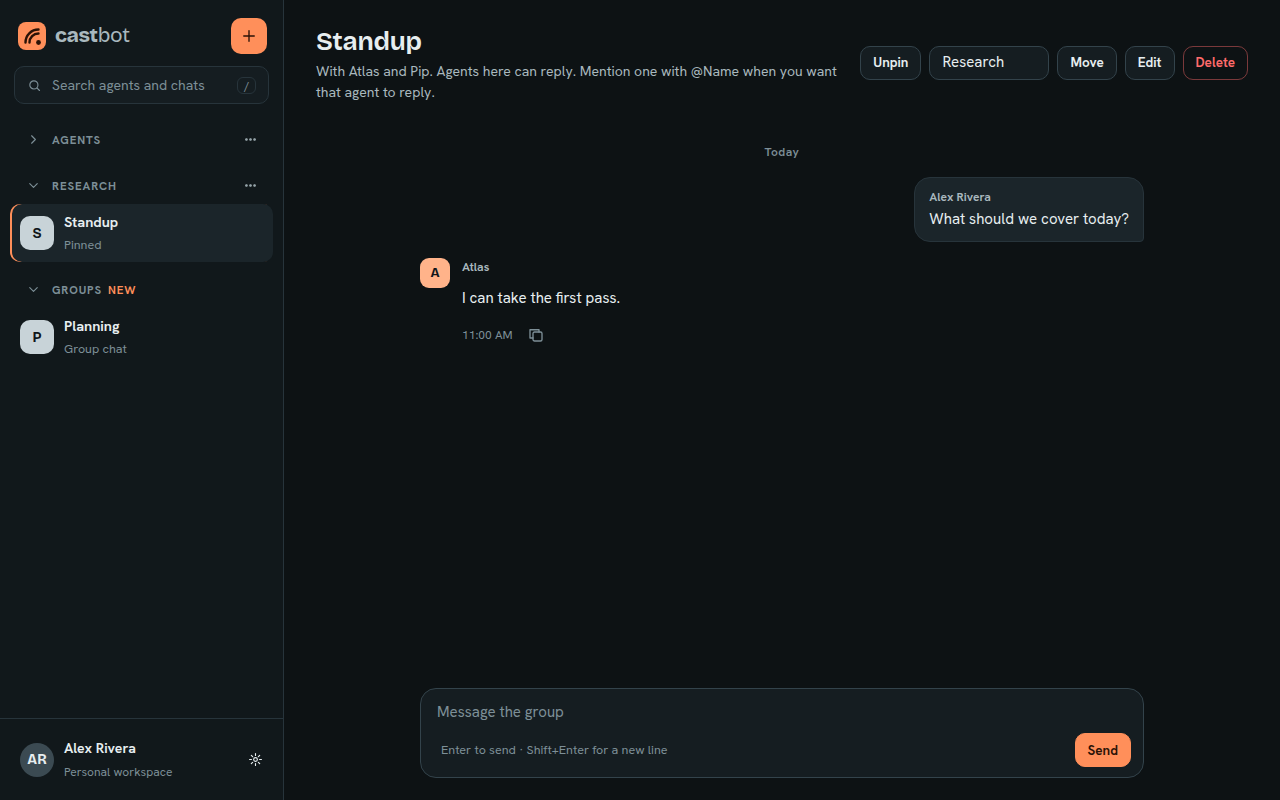 castbot
+
Search agents and chats /
AGENTS
RESEARCH
S
Standup
Pinned
GROUPS NEW
P
Planning
Group chat
AR
Alex Rivera
Personal workspace
Standup
With Atlas and Pip. Agents here can reply. Mention one with @Name when you want
that agent to reply.
Unpin
Research
Move
Edit
Delete
Today
Alex Rivera
What should we cover today?
A
Atlas
I can take the first pass.
11:00 AM
Message the group
Enter to send · Shift+Enter for a new line
Send